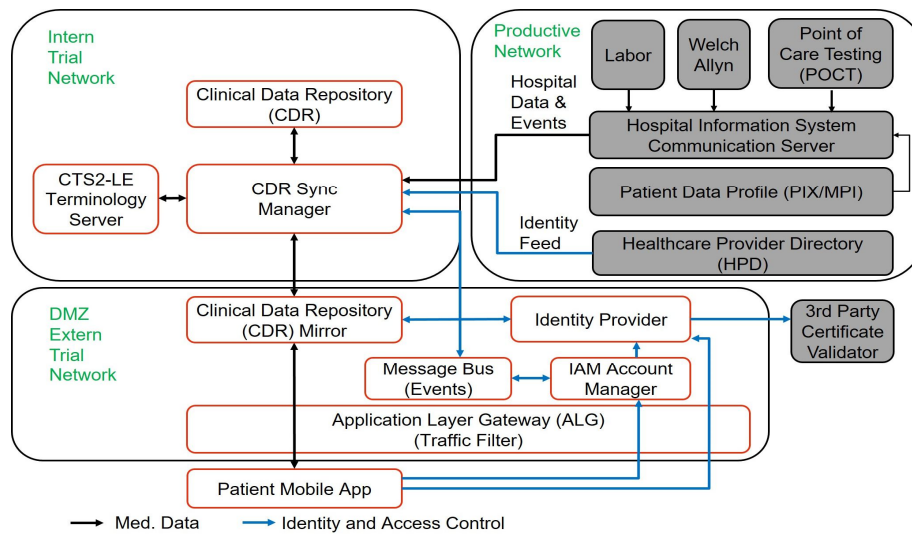 Intern
Trial
Network
Clinical Data Repository
(CDR)
CTS2-LE
Terminology
Server
CDR Sync
Manager
Productive
Network
Labor
Welch
Allyn
Point of
Care Testing
(POCT)
Hospital
Data &
Events
Hospital Information System
Communication Server
Patient Data Profile (PIX/MPI)
Identity
Feed
Healthcare Provider Directory
(HPD)
DMZ
Extern
Trial
Network
Clinical Data Repository
(CDR) Mirror
Identity Provider
3rd Party
Certificate
Validator
Message Bus
(Events)
IAM Account
Manager
Application Layer Gateway (ALG)
(Traffic Filter)
Patient Mobile App
Med. Data
Identity and Access Control